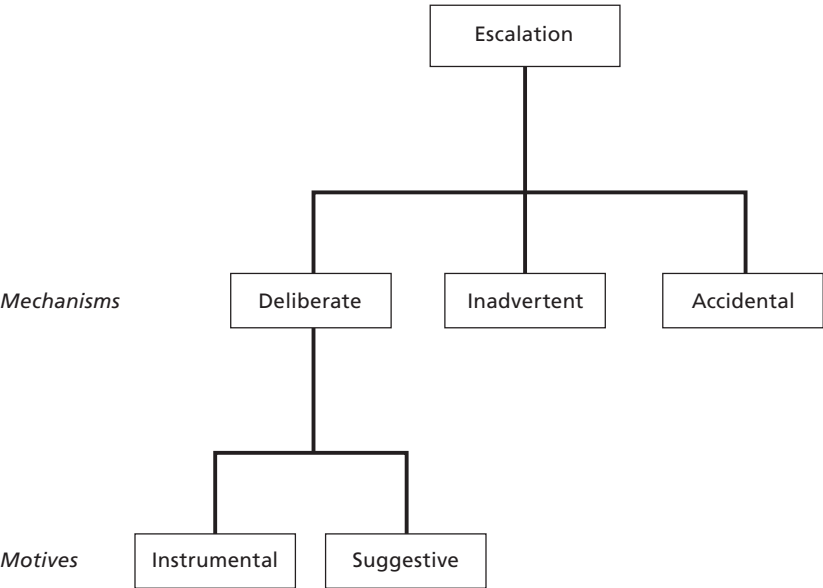 Escalation
Mechanisms
Deliberate
Inadvertent
Accidental
Motives
Instrumental
Suggestive